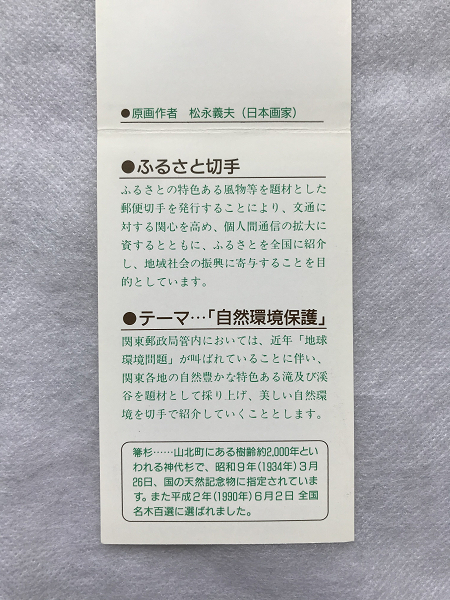 ●原画作者　松永義夫（日本画家）
●ふるさと切手
ふるさとの特色ある風物等を題材とした
郵便切手を発行することにより、文通に
対する関心を高め、個人間通信の拡大に
資するとともに、ふるさとを全国に紹介
し、地域社会の振興に寄与することを目
的としています。
●テーマ…「自然環境保護」
関東郵政局管内においては、近年「地球
環境問題」が叫ばれていることに伴い、
関東各地の自然豊かな特色ある滝及び渓
谷を題材として採り上げ、美しい自然環
境を切手で紹介していくこととします。
箒杉……山北町にある樹齢約2,000年とい
われる神代杉で、昭和9年(1934年)3月
26日、国の天然記念物に指定されていま
す。また平成2年(1990年)6月2日 全国
名木百選に選ばれました。